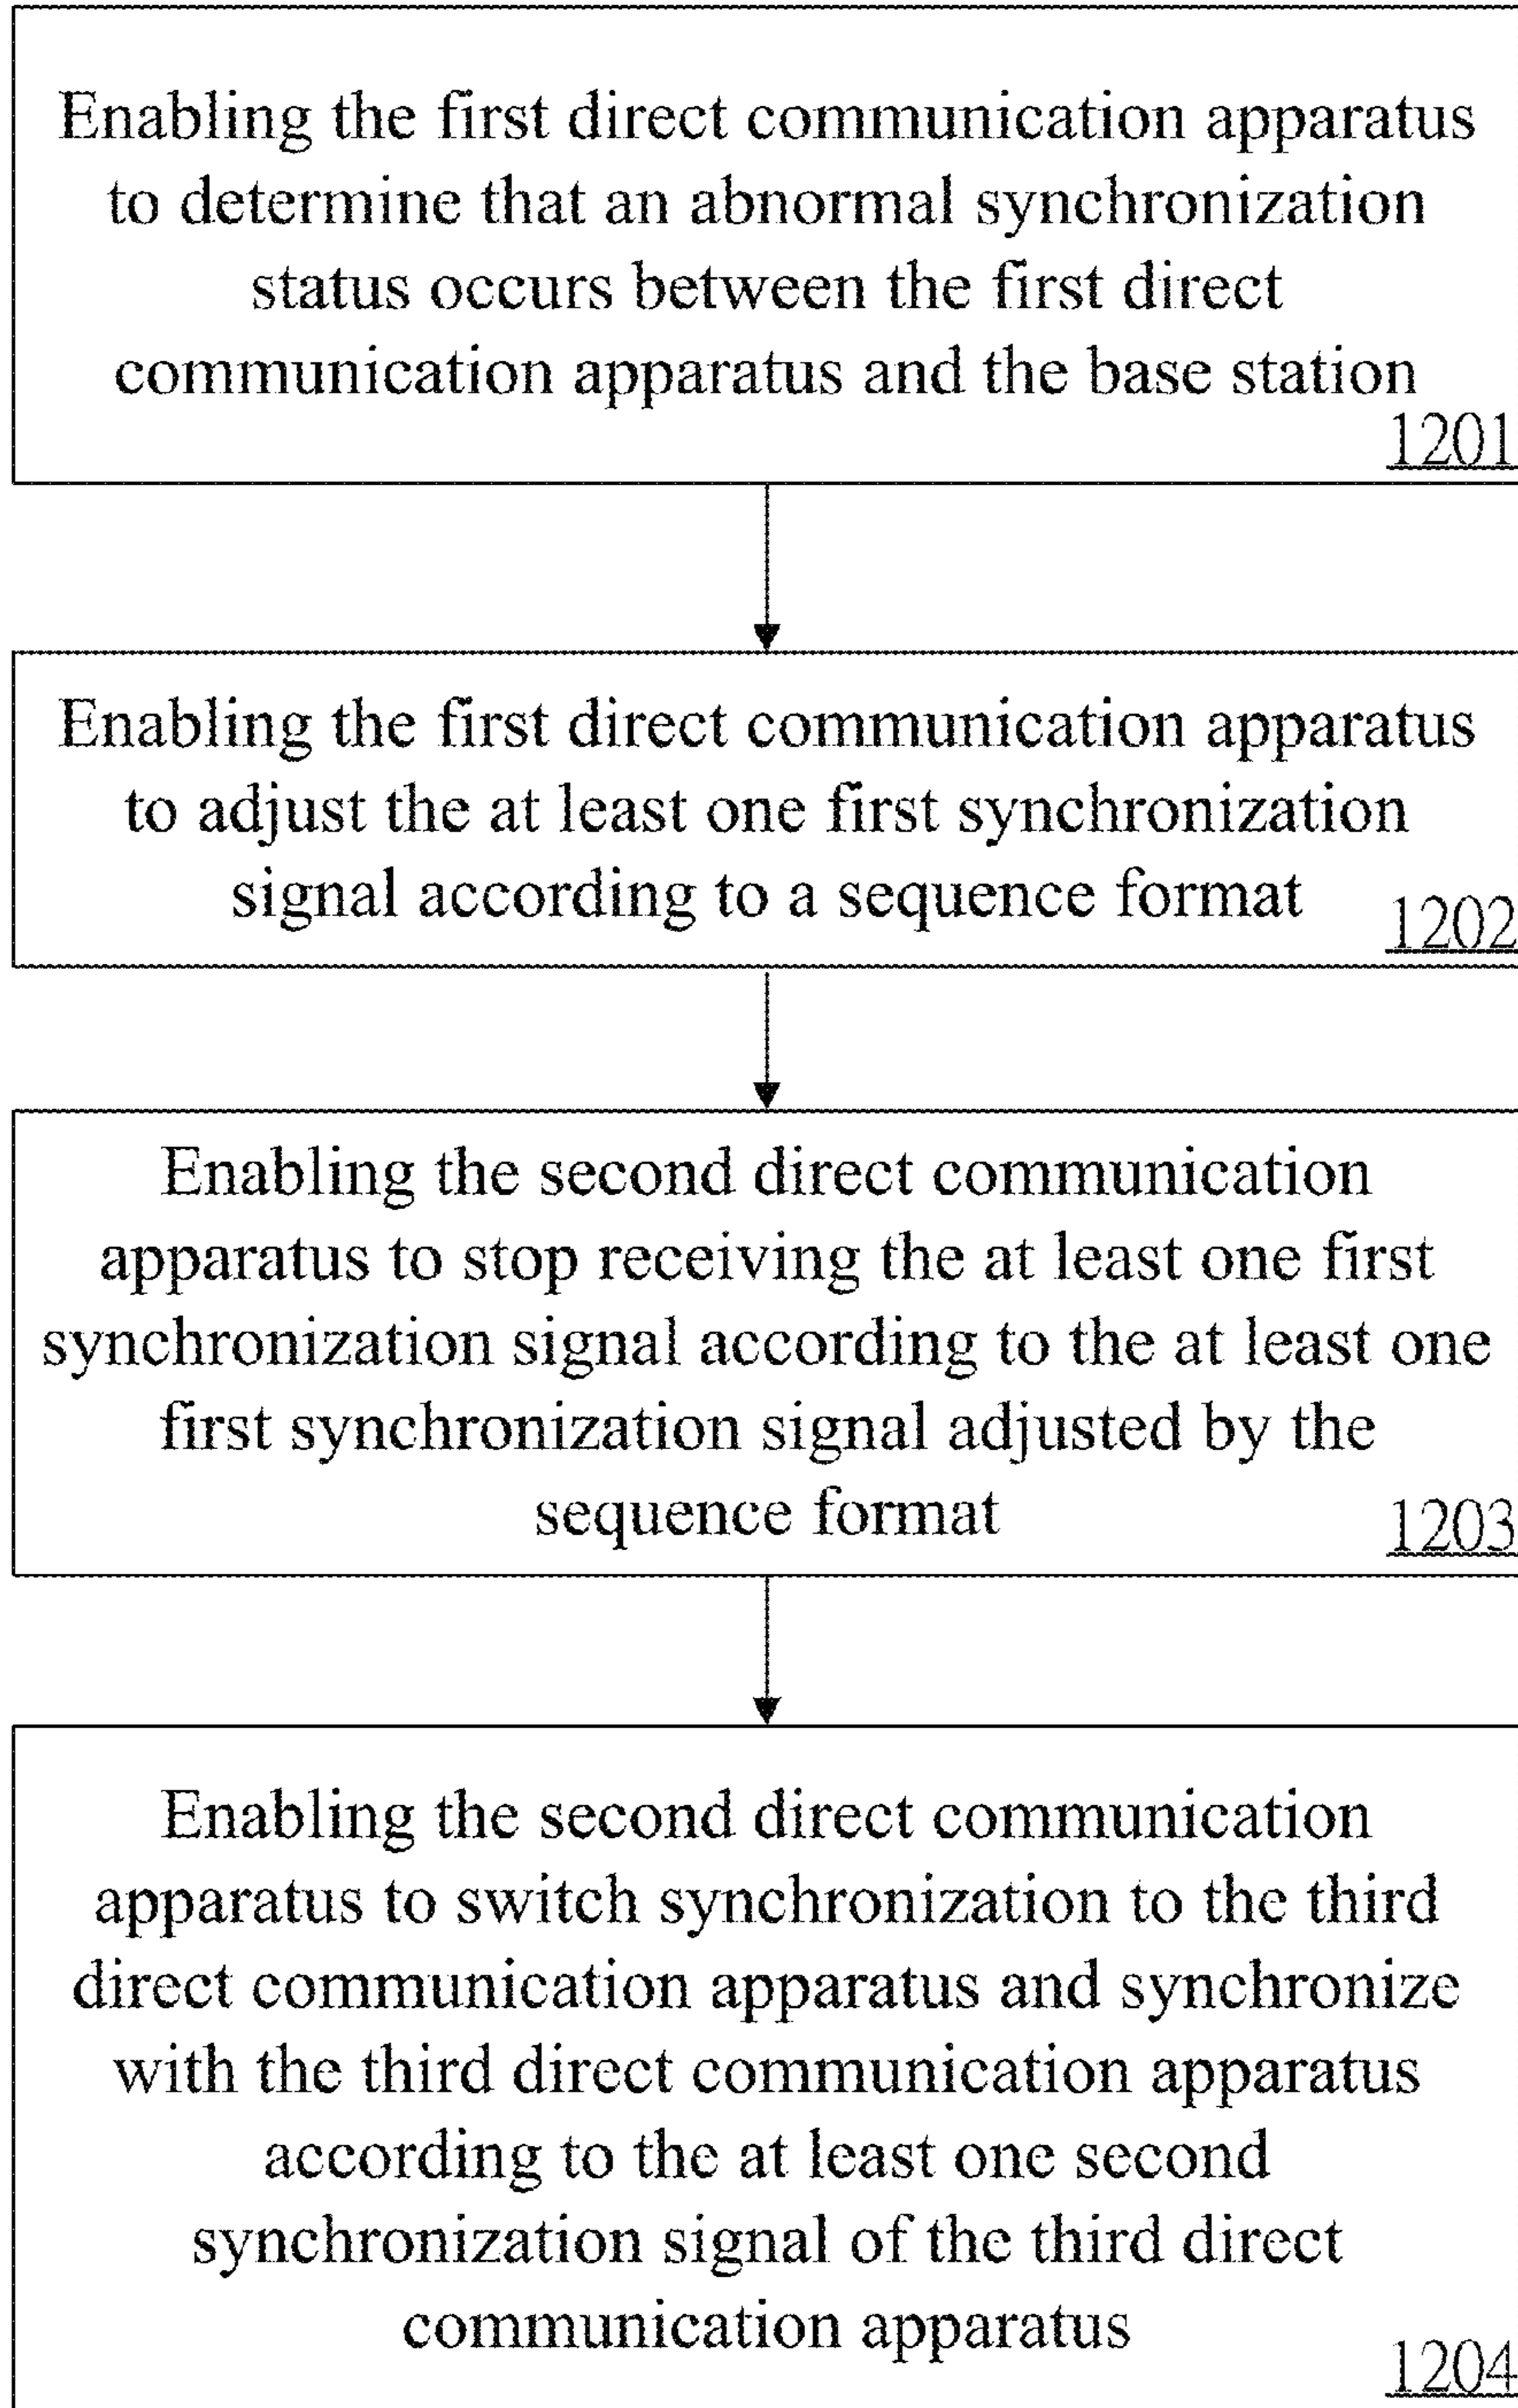 Enabling the first direct communication apparatus
to determine that an abnormal synchronization
status occurs between the first direct
communication apparatus and the base station
1201
Enabling the first direct communication apparatus
to adjust the at least one first synchronization
signal according to a sequence format
1202
Enabling the second direct communication
apparatus to stop receiving the at least one first
synchronization signal according to the at least one
first synchronization signal adjusted by the
sequence format
1203
Enabling the second direct communication
apparatus to switch synchronization to the third
direct communication apparatus and synchronize
with the third direct communication apparatus
according to the at least one second
synchronization signal of the third direct
communication apparatus
1204